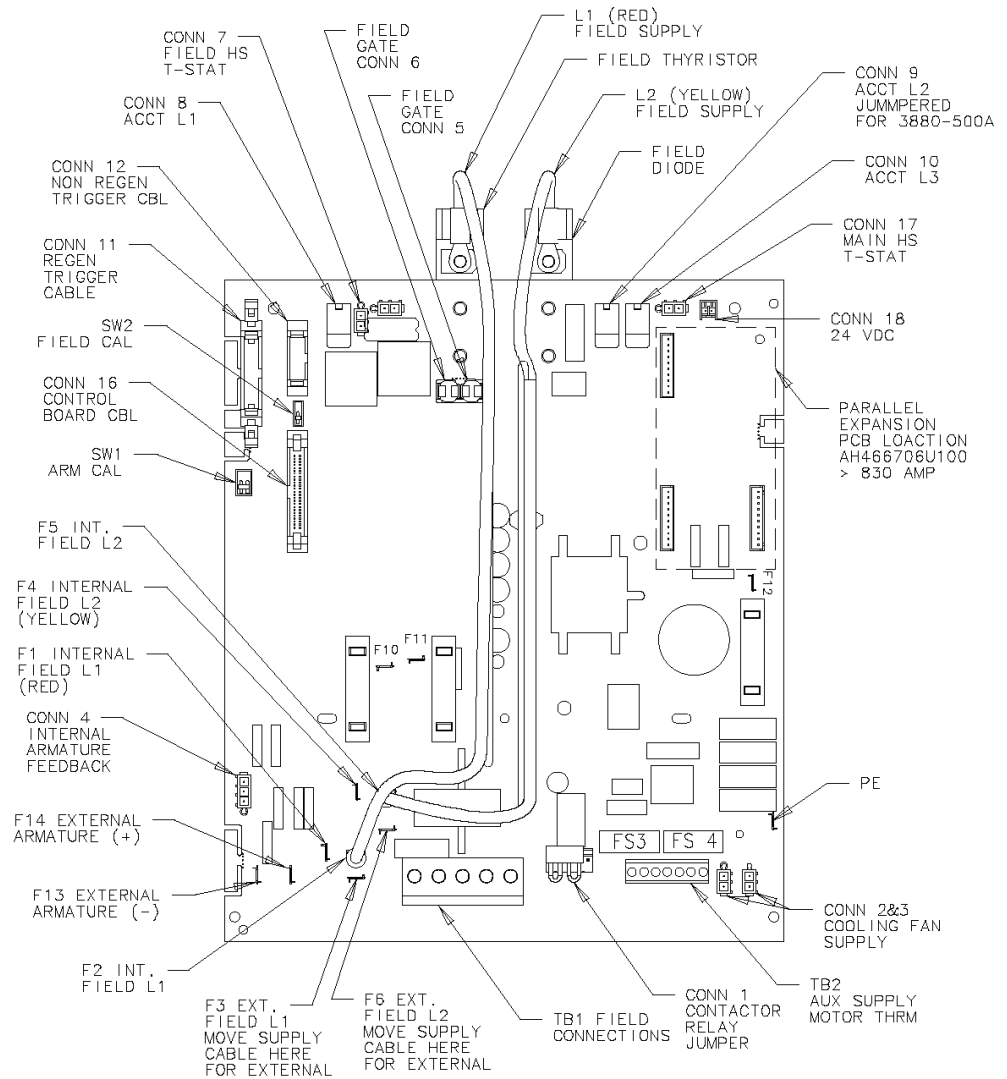 L1 (RED)
FIELD SUPPLY
FIELD
GATE
CONN 6
CONN 7
FIELD HS
T-STAT
FIELD THYRISTOR
CONN 9
ACCT L2
JUMMPERED
FOR 3880-500A
CONN 8
ACCT L1
FIELD
GATE
CONN 5
L2 (YELLOW)
FIELD SUPPLY
FIELD
DIODE
CONN 10
ACCT L3
CONN 12
NON REGEN
TRIGGER CBL
CONN 17
MAIN HS
T-STAT
CONN 11
REGEN
TRIGGER
CABLE
SW2
FIELD CAL
CONN 18
24 VDC
CONN 16
CONTROL
BOARD CBL
PARALLEL
EXPANSION
PCB LOACTION
AH466706U100
> 830 AMP
SW1
ARM CAL
F5 INT.
FIELD L2
F4 INTERNAL
FIELD L2
(YELLOW)
F12
F10
F11
F1 INTERNAL
FIELD L1
(RED)
CONN 4
INTERNAL
ARMATURE
FEEDBACK
PE
F14 EXTERNAL
ARMATURE (+)
FS3
FS 4
F13 EXTERNAL
ARMATURE (-)
CONN 2&3
COOLING FAN
SUPPLY
F2 INT.
FIELD L1
F3 EXT.
FIELD L1
MOVE SUPPLY
CABLE HERE
FOR EXTERNAL
F6 EXT.
FIELD L2
MOVE SUPPLY
CABLE HERE
FOR EXTERNAL
TB1 FIELD
CONNECTIONS
CONN 1
CONTACTOR
RELAY
JUMPER
TB2
AUX SUPPLY
MOTOR THRM